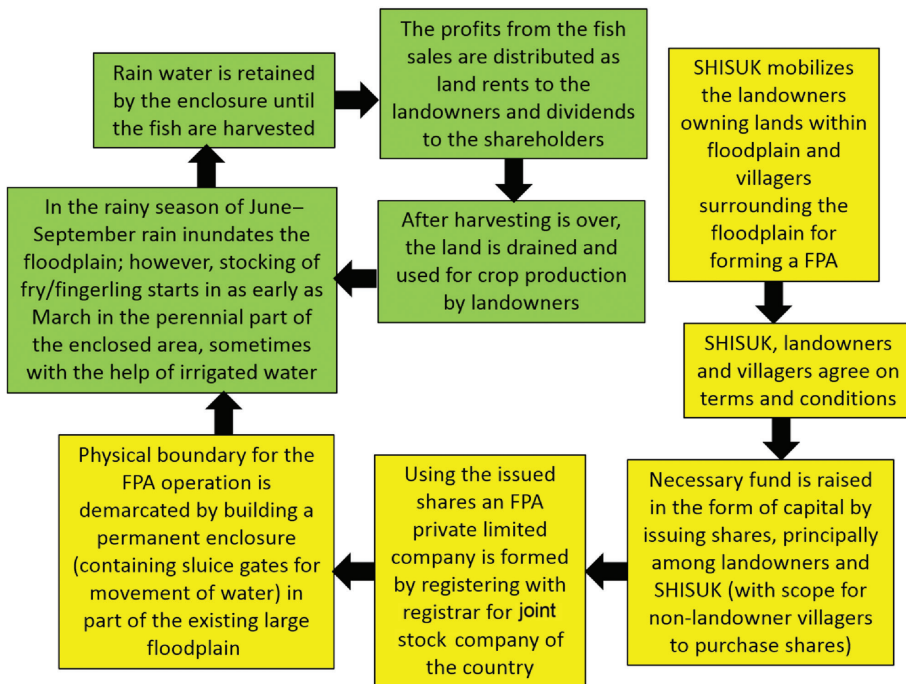 Rain water is retained
by the enclosure until
the fish are harvested
The profits from the fish
sales are distributed as
land rents to the
landowners and dividends
to the shareholders
SHISUK mobilizes
the landowners
owning lands within
floodplain and
villagers
surrounding the
floodplain for
forming a FPA
In the rainy season of June–
September rain inundates the
floodplain; however, stocking of
fry/fingerling starts in as early as
March in the perennial part of
the enclosed area, sometimes
with the help of irrigated water
After harvesting is over,
the land is drained and
used for crop production
by landowners
SHISUK, landowners
and villagers agree on
terms and conditions
Physical boundary for the
FPA operation is
demarcated by building a
permanent enclosure
(containing sluice gates for
movement of water) in
part of the existing large
floodplain
Using the issued
shares an FPA
private limited
company is formed
by registering with
registrar for joint
stock company of
the country
Necessary fund is raised
in the form of capital by
issuing shares, principally
among landowners and
SHISUK (with scope for
non-landowner villagers
to purchase shares)